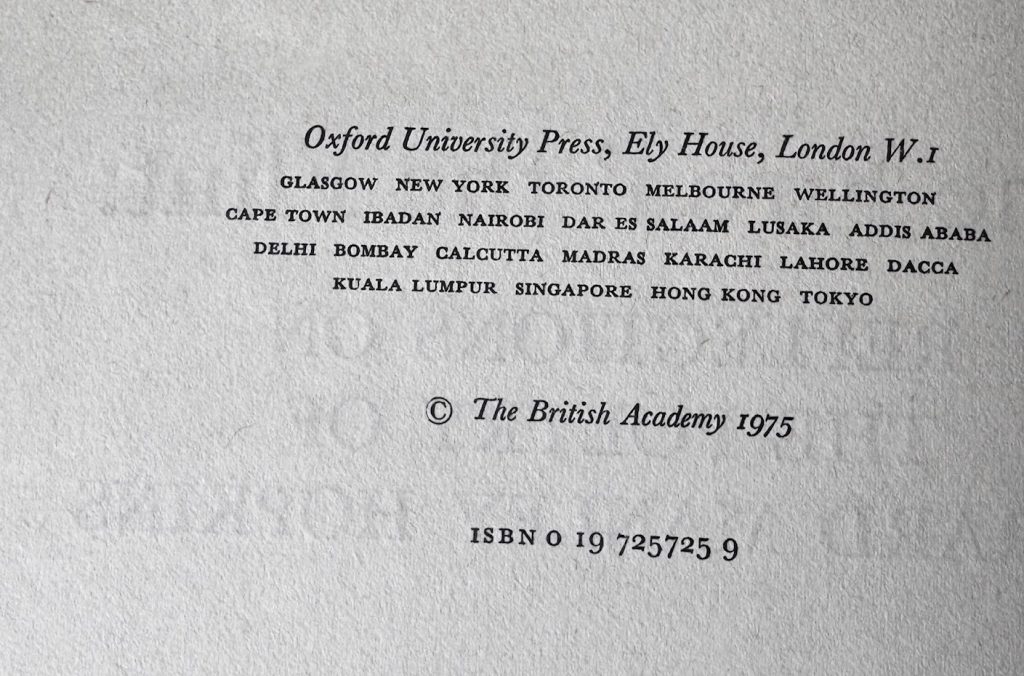 Oxford University Press, Ely House, London W.1
GLASGOW NEW YORK TORONTO MELBOURNE WELLINGTON
CAPE TOWN IBADAN NAIROBI DAR ES SALAAM LUSAKA ADDIS ABABA
DELHI BOMBAY CALCUTTA MADRAS KARACHI LAHORE DACCA
KUALA LUMPUR SINGAPORE HONG KONG TOKYO
© The British Academy 1975
ISBN 0 19 725725 9